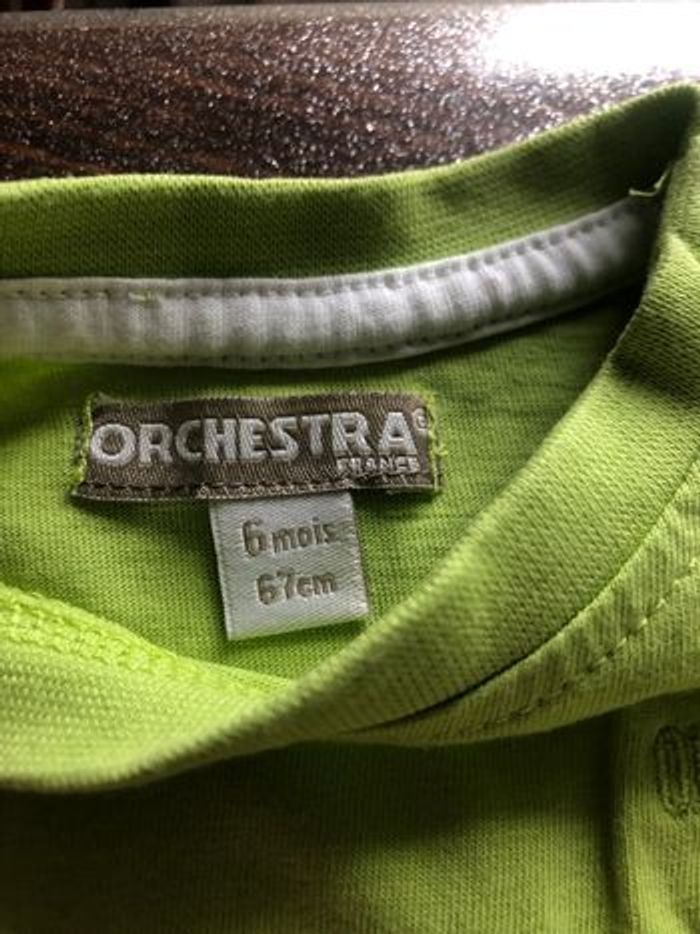 ORCHESTRA
FRANCE
6 mois
67cm